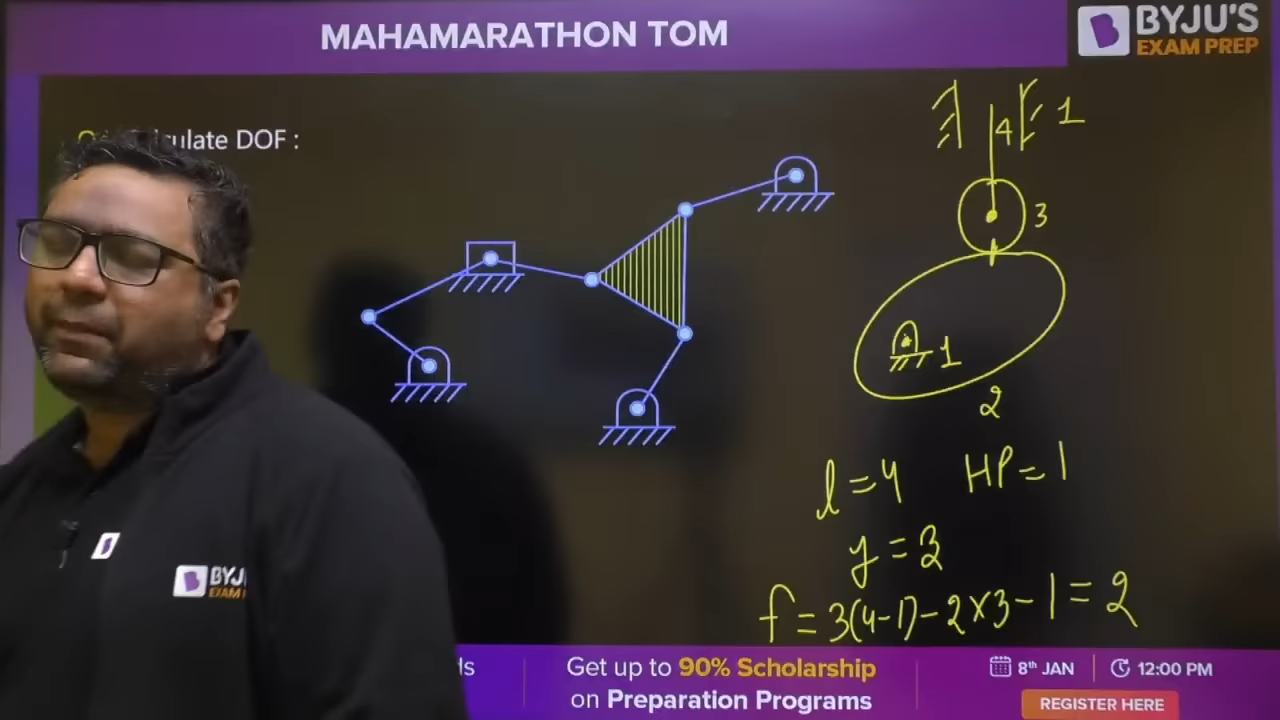 MAHAMARATHON TOM
BYJU'S
EXAM PREP
DOF :
1
4
3
1
2
l = 4 HP = 1
y = 3
f = 3(4-1) - 2×3 - 1 = 2
BYJU
EXAM
Get up to 90% Scholarship
on Preparation Programs
8th JAN
12:00 PM
REGISTER HERE